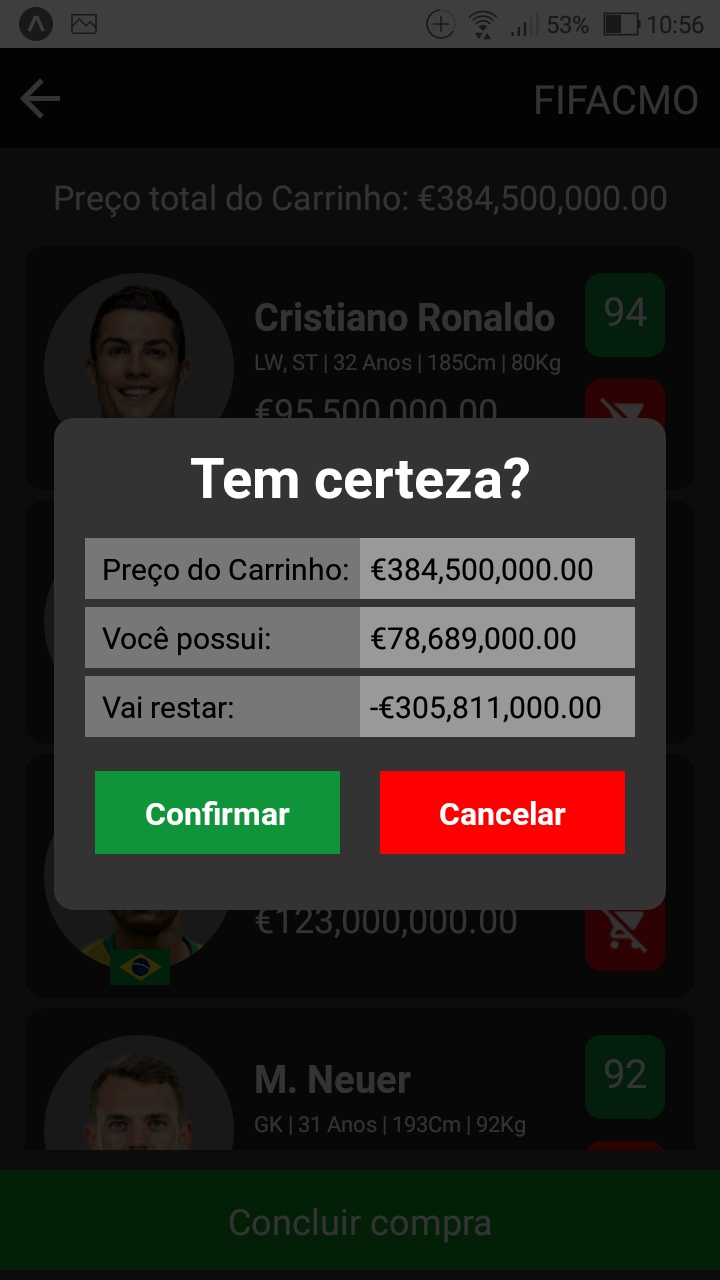 53% 10:56
FIFACMO
Preço total do Carrinho: €384,500,000.00
Cristiano Ronaldo
94
LW, ST | 32 Anos | 185Cm | 80Kg
€95,500,000.00
Tem certeza?
Preço do Carrinho: €384,500,000.00
Você possui: €78,689,000.00
Vai restar: -€305,811,000.00
Confirmar Cancelar
€123,000,000.00
M. Neuer
92
GK | 31 Anos | 193Cm | 92Kg
Concluir compra